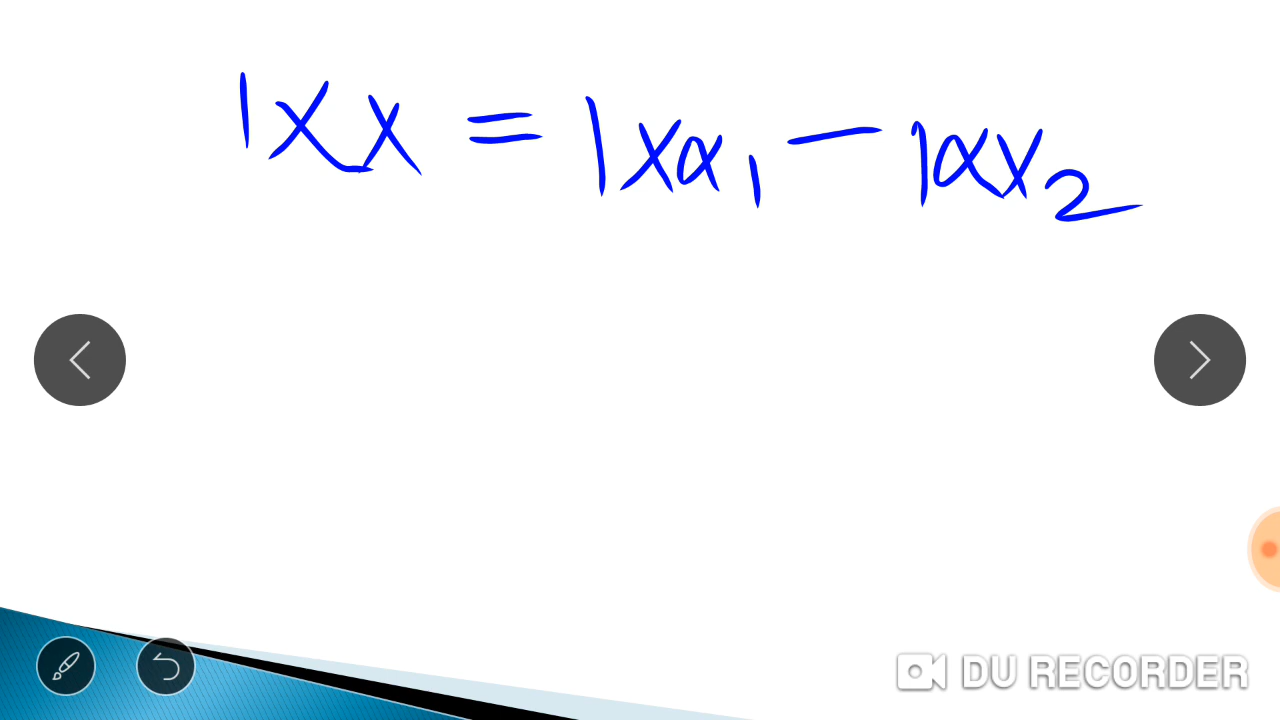 1xx = 1xα₁ - 1αx₂
DU RECORDER